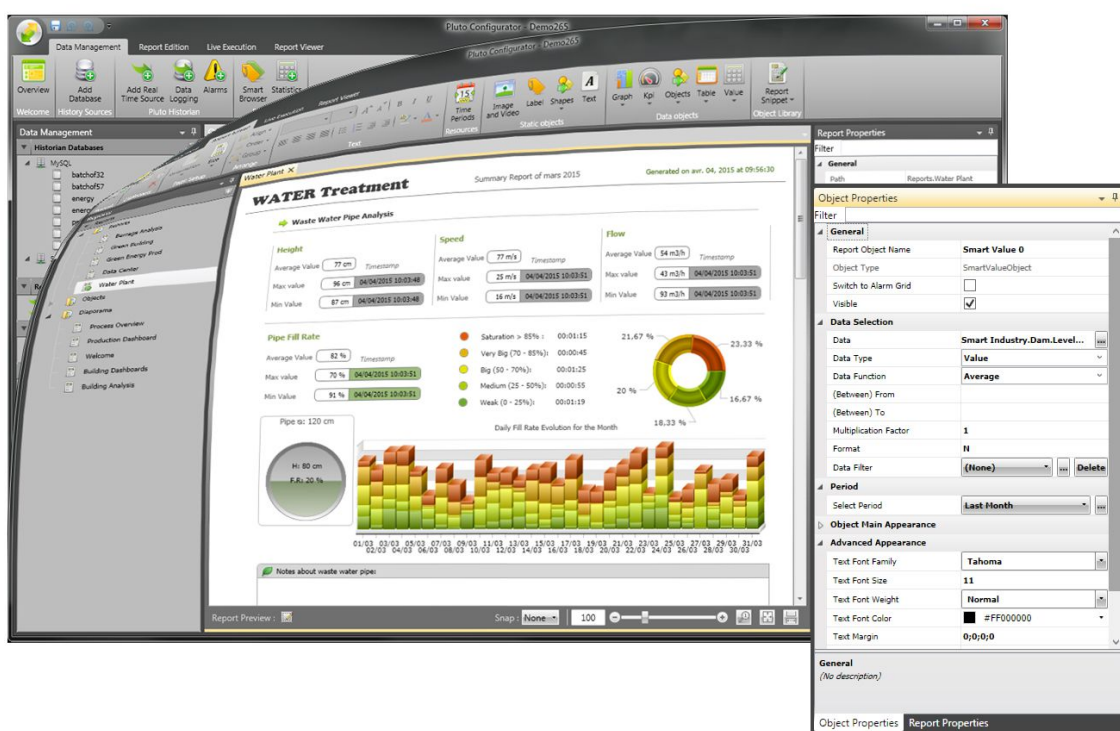 Pluto Configurator - Demo265
Pluto Configurator - Demo265
Data Management Report Edition Live Execution Report Viewer
Live Execution Report Viewer
Overview
Add Database
Add Real Time Source
Data Logging
Alarms
Smart Browser
Statistics
Welcome History Sources Pluto Historian
Text
Time Periods
Image and Video
Label
Shapes
Text
Graph
Kpi
Objects
Table
Value
Report Snippet
Resources Static objects Data objects Object Library
Data Management
Historian Databases
MySQL
batchof32
batchof57
energy
Barrage Analysis
Green Building
Green Energy Prod
Data Center
Water Plant
Objects
Diaporama
Process Overview
Production Dashboard
Welcome
Building Dashboards
Building Analysis
Water Plant X
WATER Treatment
Summary Report of mars 2015
Generated on avr. 04, 2015 at 09:56:30
Waste Water Pipe Analysis
Height
Average Value 77 cm Timestamp
Max value 96 cm 04/04/2015 10:03:48
Min Value 87 cm 04/04/2015 10:03:48
Speed
Average Value 77 m/s Timestamp
Max value 25 m/s 04/04/2015 10:03:51
Min Value 16 m/s 04/04/2015 10:03:51
Flow
Average Value 54 m3/h Timestamp
Max value 43 m3/h 04/04/2015 10:03:51
Min Value 93 m3/h 04/04/2015 10:03:51
Pipe Fill Rate
Average Value 82 % Timestamp
Max value 70 % 04/04/2015 10:03:51
Min Value 91 % 04/04/2015 10:03:51
Saturation > 85% : 00:01:15
Very Big (70 - 85%): 00:00:45
Big (50 - 70%): 00:01:25
Medium (25 - 50%): 00:00:55
Weak (0 - 25%): 00:01:19
21.67 %
23.33 %
20 %
16.67 %
18.33 %
Pipe is: 120 cm
H: 80 cm
F.R: 20 %
Daily Fill Rate Evolution for the Month
01/03 03/03 05/03 07/03 09/03 11/03 13/03 15/03 17/03 19/03 21/03 23/03 25/03 27/03 29/03 31/03
02/03 04/03 06/03 08/03 10/03 12/03 14/03 16/03 18/03 20/03 22/03 24/03 26/03 28/03 30/03
Notes about waste water pipe:
Report Preview :
Snap : None 100
Report Properties
Filter
General
Path Reports.Water Plant
Object Properties
Filter
General
Report Object Name Smart Value 0
Object Type SmartValueObject
Switch to Alarm Grid
Visible
Data Selection
Data Smart Industry.Dam.Level...
Data Type Value
Data Function Average
(Between) From
(Between) To
Multiplication Factor 1
Format N
Data Filter (None) ... Delete
Period
Select Period Last Month ...
Object Main Appearance
Advanced Appearance
Text Font Family Tahoma
Text Font Size 11
Text Font Weight Normal
Text Font Color #FF000000
Text Margin 0;0;0;0
General
(No description)
Object Properties Report Properties